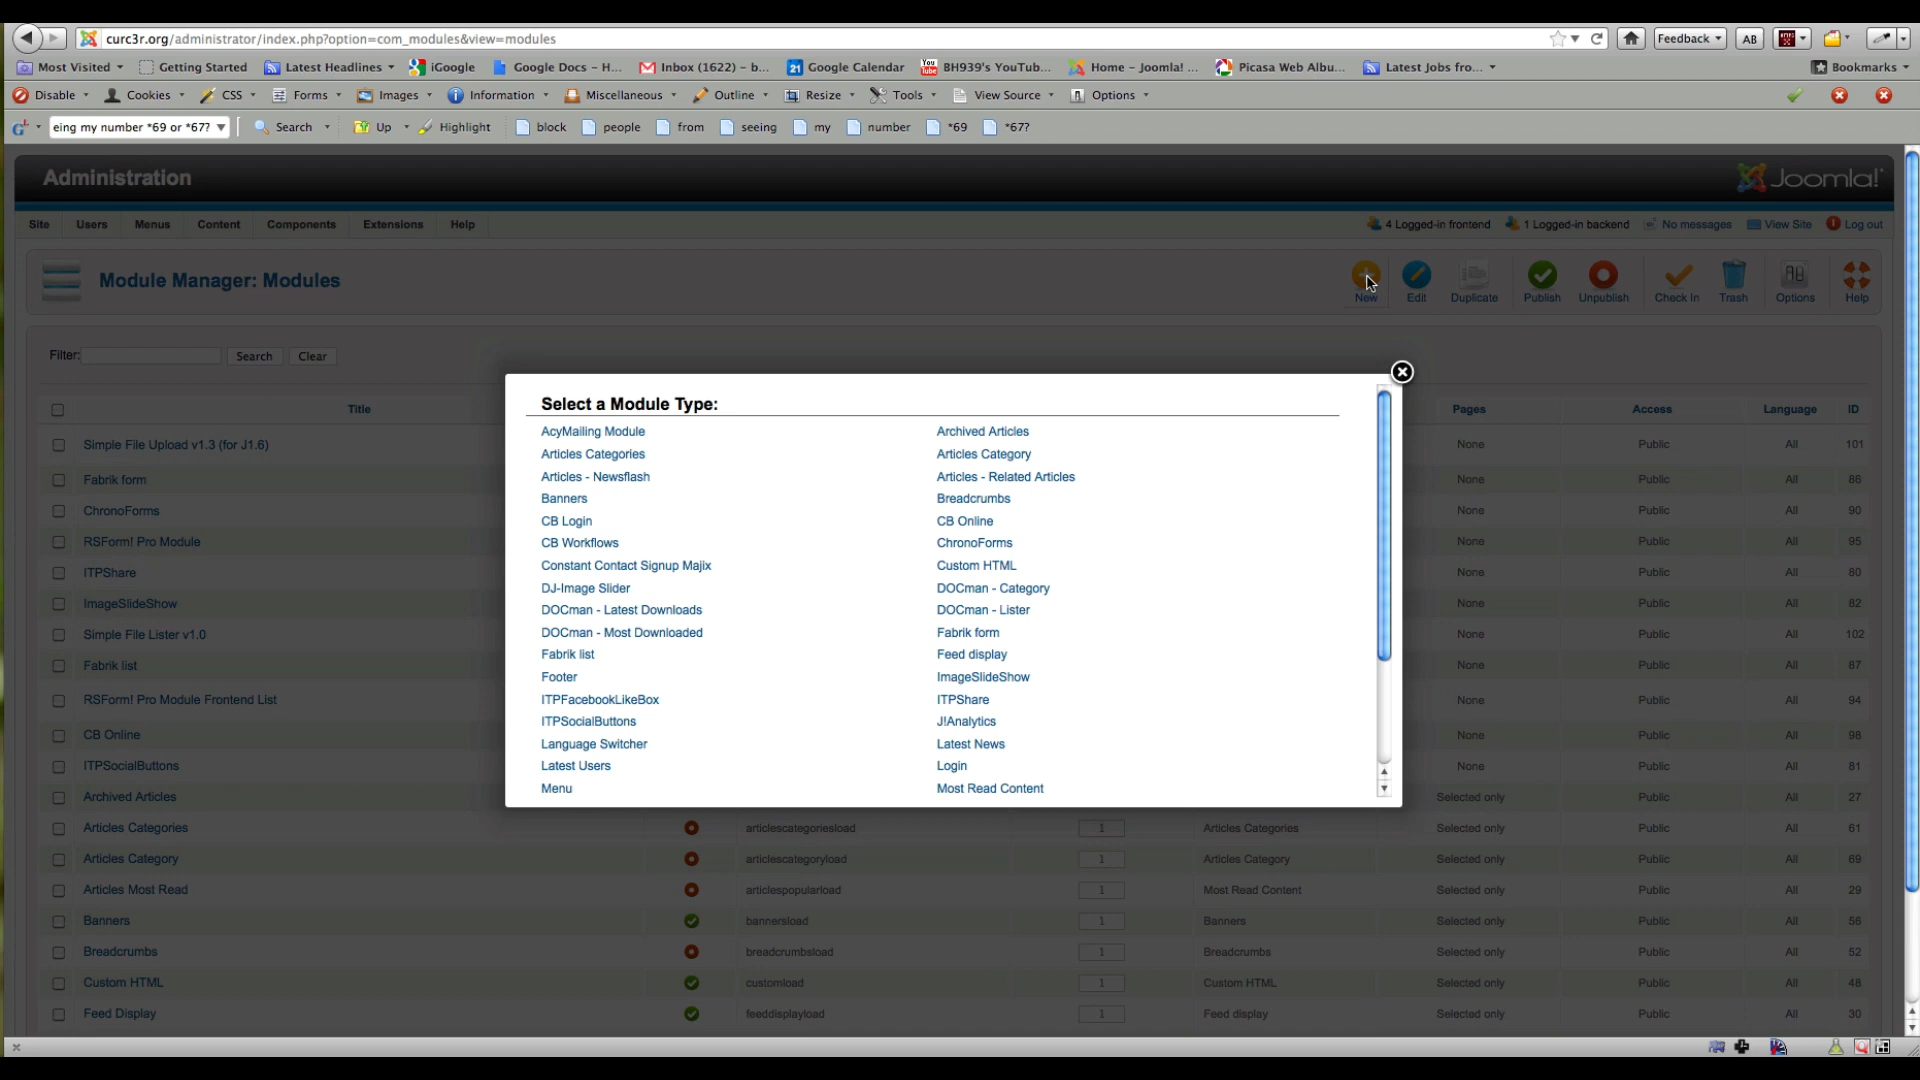 curc3r.org/administrator/index.php?option=com_modules&view=modules
Feedback
AB
Most Visited
Getting Started
Latest Headlines
iGoogle
Google Docs - H...
Inbox (1622) - b...
21 Google Calendar
You Tube BH939's YouTub...
Home - Joomla! ...
Picasa Web Albu...
Latest Jobs fro...
Bookmarks
Disable
Cookies
CSS
Forms
Images
Information
Miscellaneous
Outline
Resize
Tools
View Source
Options
eing my number *69 or *67?
Search
Up
Highlight
block
people
from
seeing
my
number
*69
*67?
Administration
Joomla!
Site
Users
Menus
Content
Components
Extensions
Help
4 Logged-in frontend
1 Logged-in backend
No messages
View Site
Log out
Module Manager: Modules
New
Edit
Duplicate
Publish
Unpublish
Check In
Trash
Options
Help
Filter:
Search
Clear
Title
Pages
Access
Language
ID
Select a Module Type:
AcyMailing Module
Archived Articles
Articles Categories
Articles Category
Articles - Newsflash
Articles - Related Articles
Banners
Breadcrumbs
CB Login
CB Online
CB Workflows
ChronoForms
Constant Contact Signup Majix
Custom HTML
DJ-Image Slider
DOCman - Category
DOCman - Latest Downloads
DOCman - Lister
DOCman - Most Downloaded
Fabrik form
Fabrik list
Feed display
Footer
ImageSlideShow
ITPFacebookLikeBox
ITPShare
ITPSocialButtons
J!Analytics
Language Switcher
Latest News
Latest Users
Login
Menu
Most Read Content
Simple File Upload v1.3 (for J1.6) None Public All 101
Fabrik form None Public All 86
ChronoForms None Public All 90
RSForm! Pro Module None Public All 95
ITPShare None Public All 80
ImageSlideShow None Public All 82
Simple File Lister v1.0 None Public All 102
Fabrik list None Public All 87
RSForm! Pro Module Frontend List None Public All 94
CB Online None Public All 98
ITPSocialButtons None Public All 81
Archived Articles Selected only Public All 27
Articles Categories articlescategoriesload 1 Articles Categories Selected only Public All 61
Articles Category articlescategoryload 1 Articles Category Selected only Public All 69
Articles Most Read articlespopularload 1 Most Read Content Selected only Public All 29
Banners bannersload 1 Banners Selected only Public All 56
Breadcrumbs breadcrumbsload 1 Breadcrumbs Selected only Public All 52
Custom HTML customload 1 Custom HTML Selected only Public All 48
Feed Display feeddisplayload 1 Feed display Selected only Public All 30